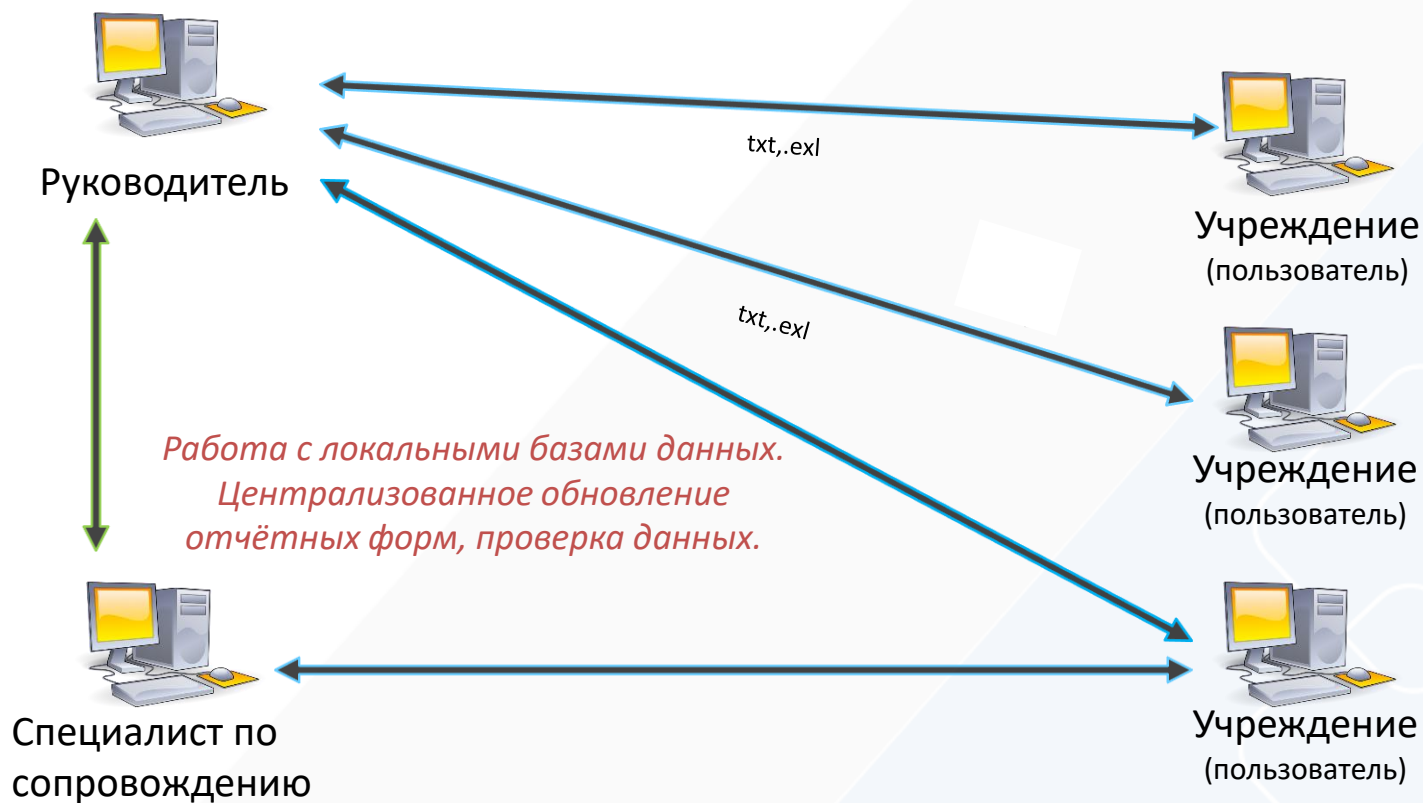 txt,.exl
Руководитель
Учреждение
(пользователь)
txt,.exl
Работа с локальными базами данных.
Централизованное обновление
отчётных форм, проверка данных.
Учреждение
(пользователь)
Специалист по
сопровождению
Учреждение
(пользователь)